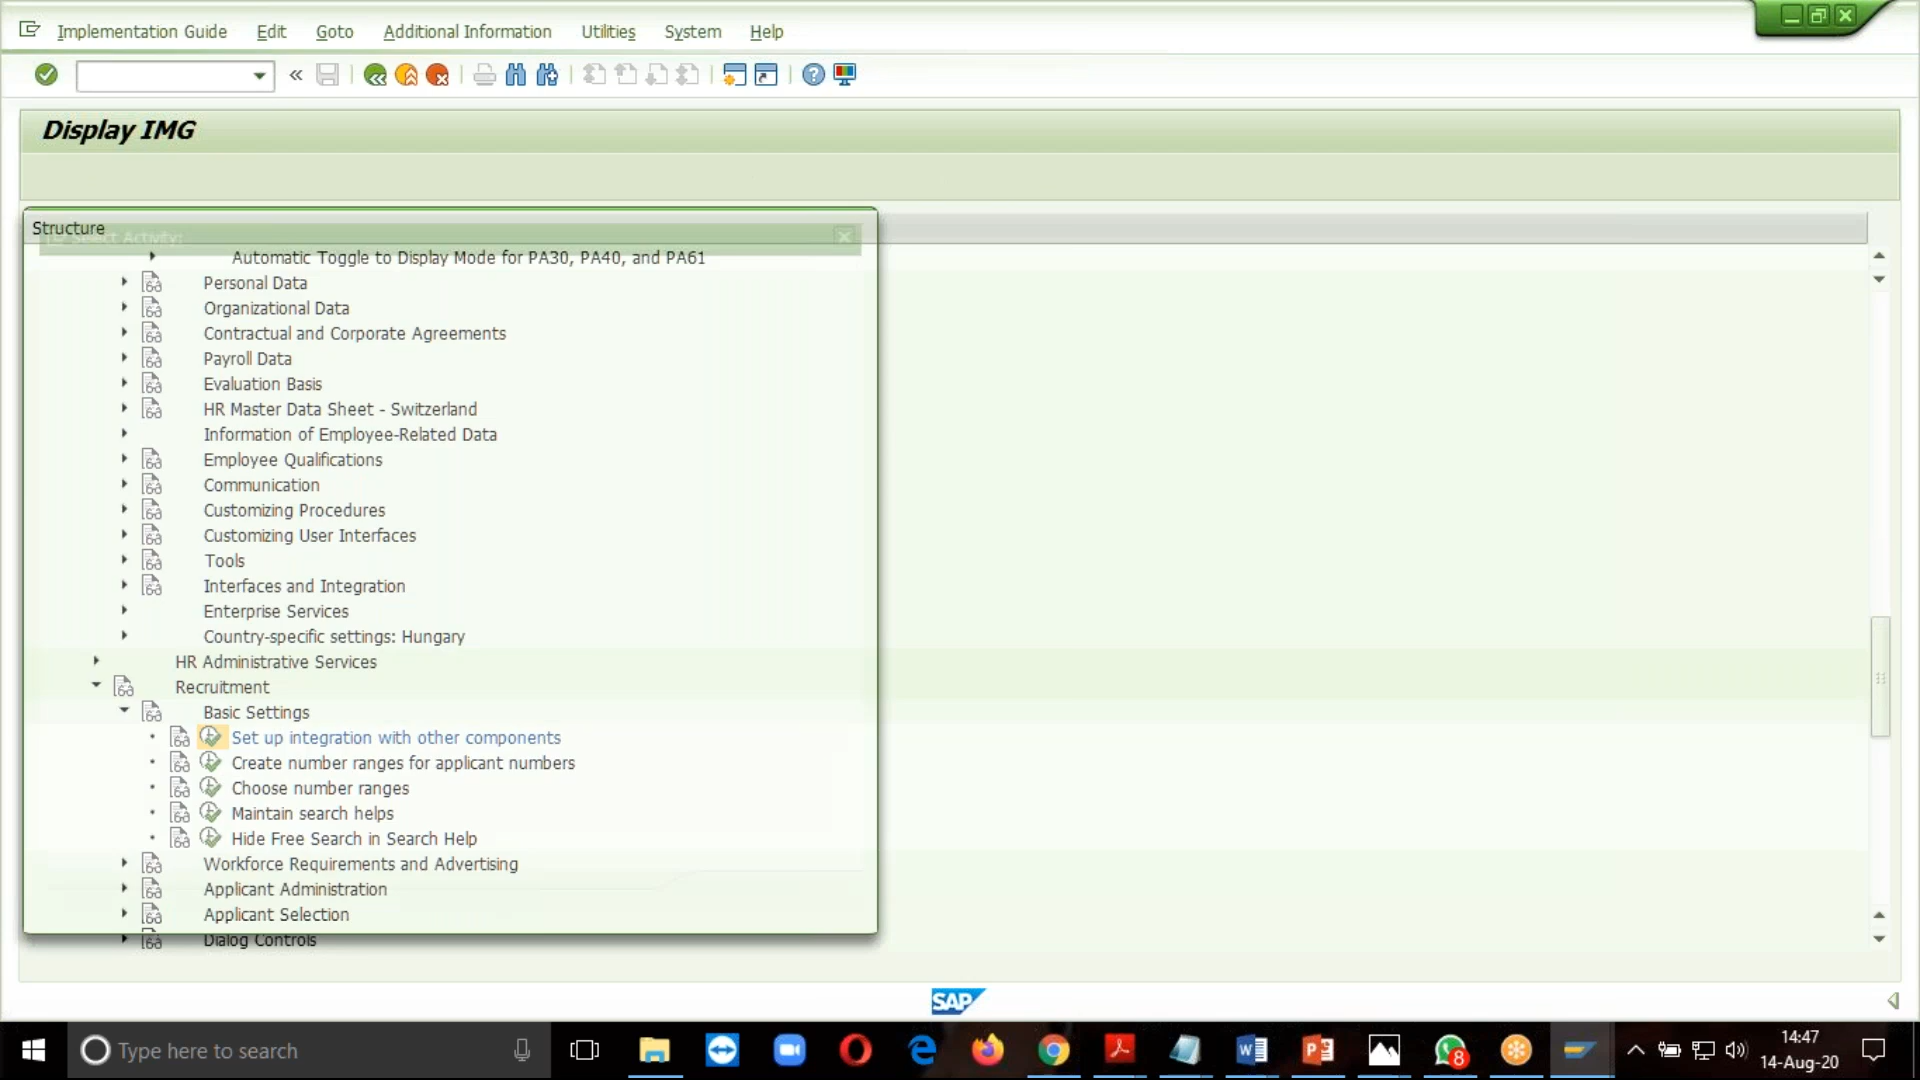 Implementation Guide Edit Goto Additional Information Utilities System Help
Display IMG
Structure
Select Activity:
Automatic Toggle to Display Mode for PA30, PA40, and PA61
Personal Data
Organizational Data
Contractual and Corporate Agreements
Payroll Data
Evaluation Basis
HR Master Data Sheet - Switzerland
Information of Employee-Related Data
Employee Qualifications
Communication
Customizing Procedures
Customizing User Interfaces
Tools
Interfaces and Integration
Enterprise Services
Country-specific settings: Hungary
HR Administrative Services
Recruitment
Basic Settings
Set up integration with other components
Create number ranges for applicant numbers
Choose number ranges
Maintain search helps
Hide Free Search in Search Help
Workforce Requirements and Advertising
Applicant Administration
Applicant Selection
Dialog Controls
SAP
Type here to search
8
14:47
14-Aug-20